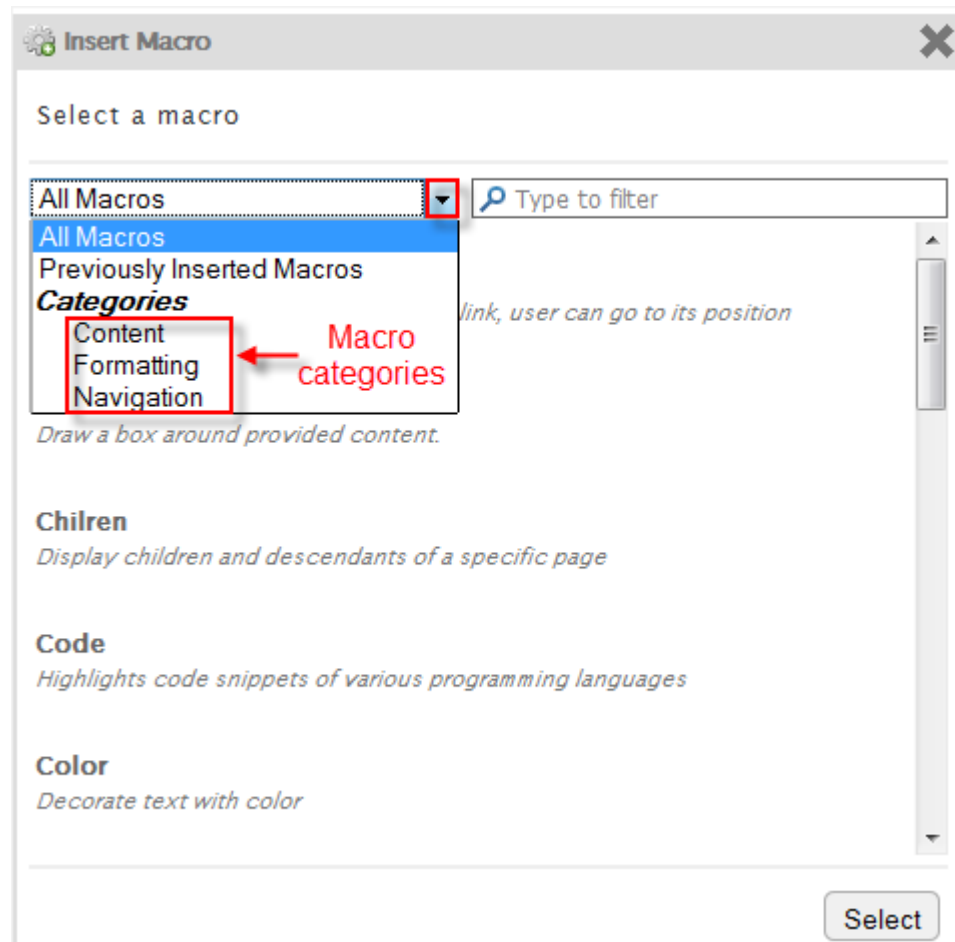 Insert Macro
Select a macro
All Macros
Type to filter
All Macros
Previously Inserted Macros
Categories
link, user can go to its position
Content
Formatting
Navigation
Macro
categories
Draw a box around provided content.
Chilren
Display children and descendants of a specific page
Code
Highlights code snippets of various programming languages
Color
Decorate text with color
Select